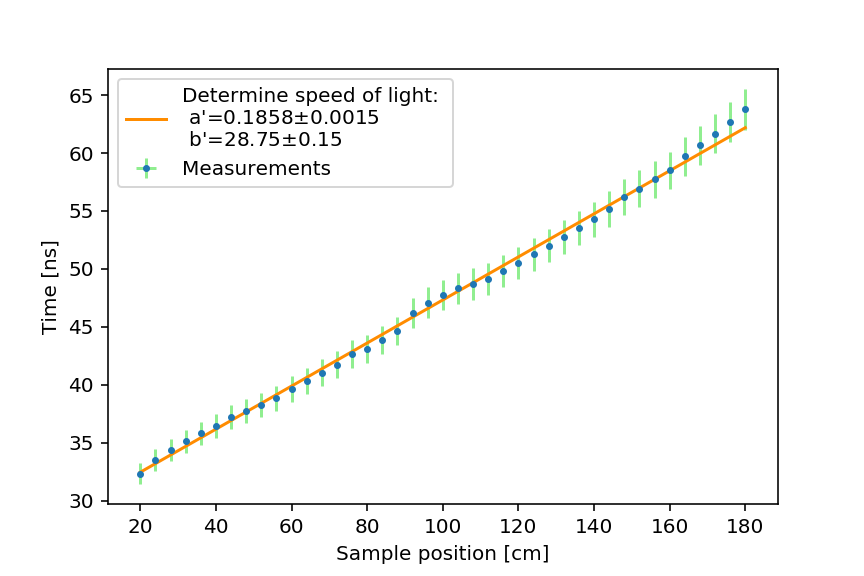 Determine speed of light:
a'=0.1858±0.0015
b'=28.75±0.15
Measurements
Time [ns]
65
60
55
50
45
40
35
30
20 40 60 80 100 120 140 160 180
Sample position [cm]